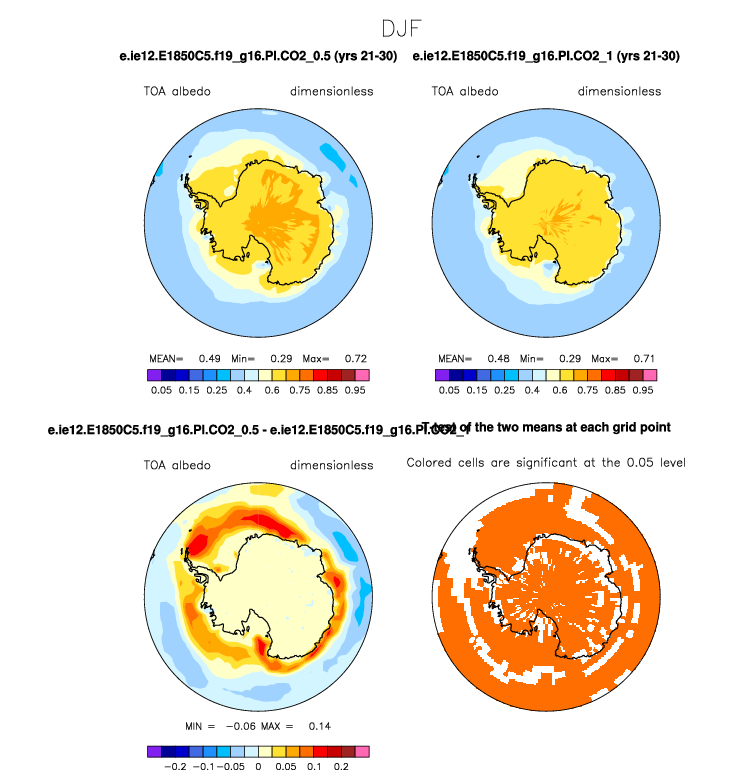 DJF
e.ie12.E1850C5.f19_g16.PI.CO2_0.5 (yrs 21-30)
e.ie12.E1850C5.f19_g16.PI.CO2_1 (yrs 21-30)
TOA albedo dimensionless
TOA albedo dimensionless
MEAN= 0.49 Min= 0.29 Max= 0.72
0.05 0.15 0.25 0.4 0.6 0.75 0.85 0.95
MEAN= 0.48 Min= 0.29 Max= 0.71
0.05 0.15 0.25 0.4 0.6 0.75 0.85 0.95
e.ie12.E1850C5.f19_g16.PI.CO2_0.5 - e.ie12.E1850C5.f19_g16.PI.CO2_1
T-test of the two means at each grid point
TOA albedo dimensionless
Colored cells are significant at the 0.05 level
MIN = -0.06 MAX = 0.14
-0.2 -0.1 -0.05 0 0.05 0.1 0.2